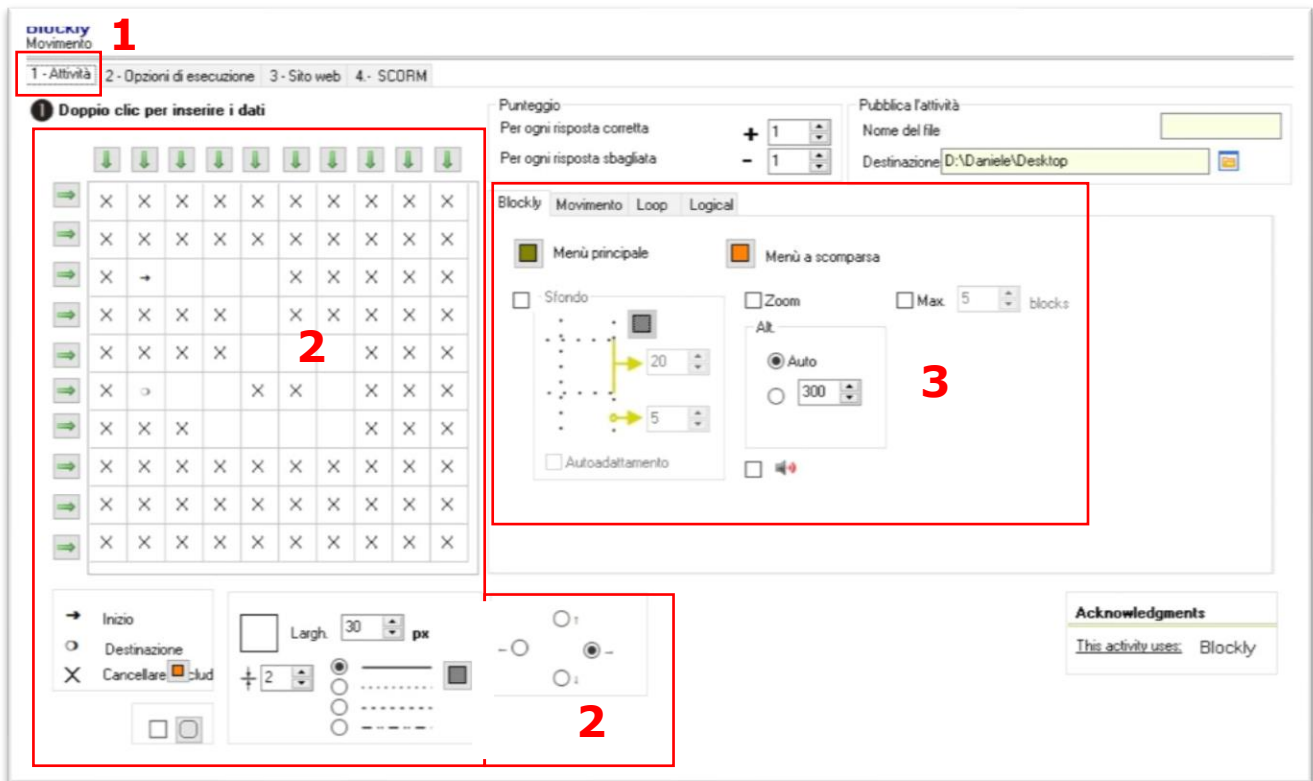 Blockly
Movimento
1
1 - Attività 2 - Opzioni di esecuzione 3 - Sito web 4.- SCORM
1 Doppio clic per inserire i dati
Punteggio
Per ogni risposta corretta + 1
Per ogni risposta sbagliata - 1
Pubblica l'attività
Nome del file
Destinazione D:\Daniele\Desktop
X X X X X X X X X X
X X X X X X X X X X
X → X X X X X
X X X X X X X X X
X X X X X X X
X X X X X X
X X X X X X
X X X X X X X X X X
X X X X X X X X X X
X X X X X X X X X X
2
Blockly Movimento Loop Logical
Menù principale Menù a scomparsa
Sfondo
20
5
Autoadattamento
Zoom
Max. 5 blocks
Alt.
Auto
300
3
→ Inizio
Destinazione
X Cancellare clud
Largh. 30 px
2
↑
← →
↓
2
Acknowledgments
This activity uses: Blockly